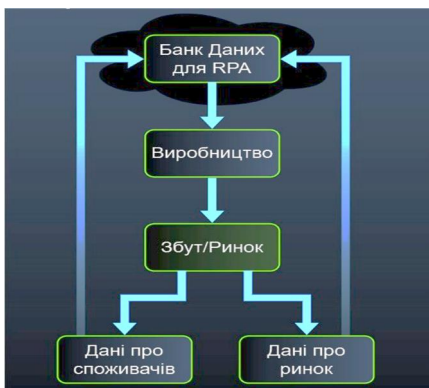 Банк Даних
для RPA
Виробництво
Збут/Ринок
Дані про
споживачів
Дані про
ринок